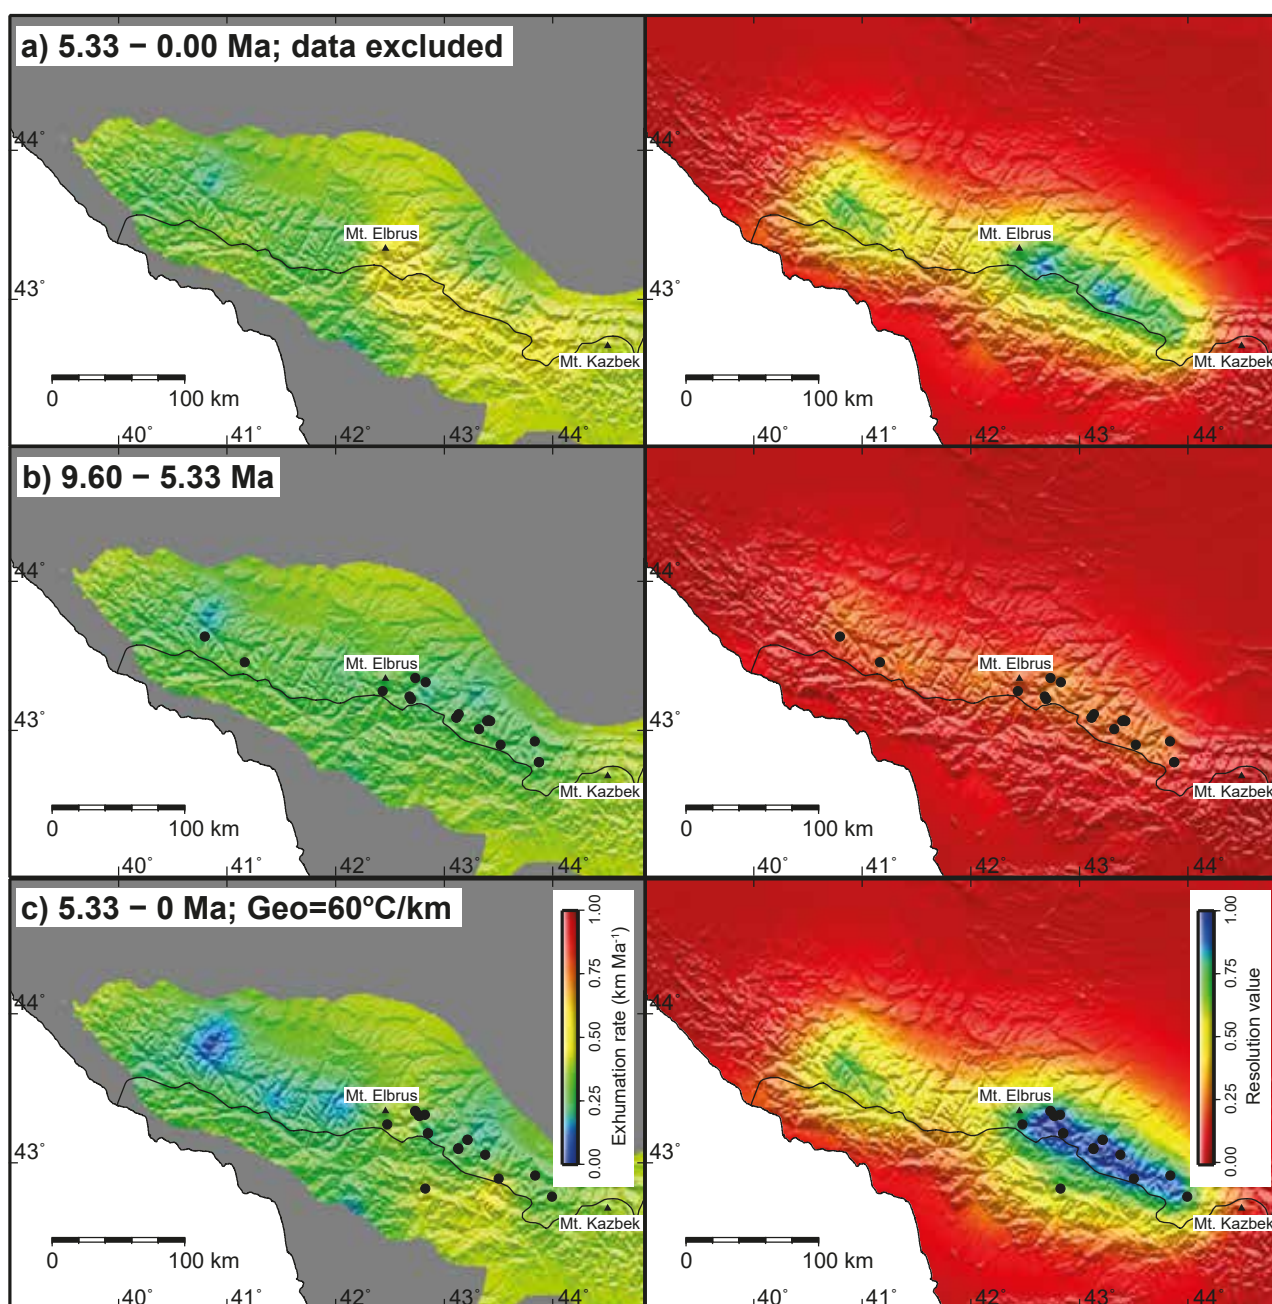 a) 5.33 – 0.00 Ma; data excluded
44°
44°
Mt. Elbrus
Mt. Elbrus
43°
43°
Mt. Kazbek
Mt. Kazbek
0 100 km
0 100 km
40° 41° 42° 43° 44°
40° 41° 42° 43° 44°
b) 9.60 – 5.33 Ma
44°
44°
Mt. Elbrus
Mt. Elbrus
43°
43°
Mt. Kazbek
Mt. Kazbek
0 100 km
0 100 km
40° 41° 42° 43° 44°
40° 41° 42° 43° 44°
c) 5.33 – 0 Ma; Geo=60°C/km
0.00 0.25 0.50 0.75 1.00
Exhumation rate (km Ma⁻¹)
0.00 0.25 0.50 0.75 1.00
Resolution value
44°
44°
Mt. Elbrus
Mt. Elbrus
43°
43°
Mt. Kazbek
Mt. Kazbek
0 100 km
0 100 km
40° 41° 42° 43° 44°
40° 41° 42° 43° 44°